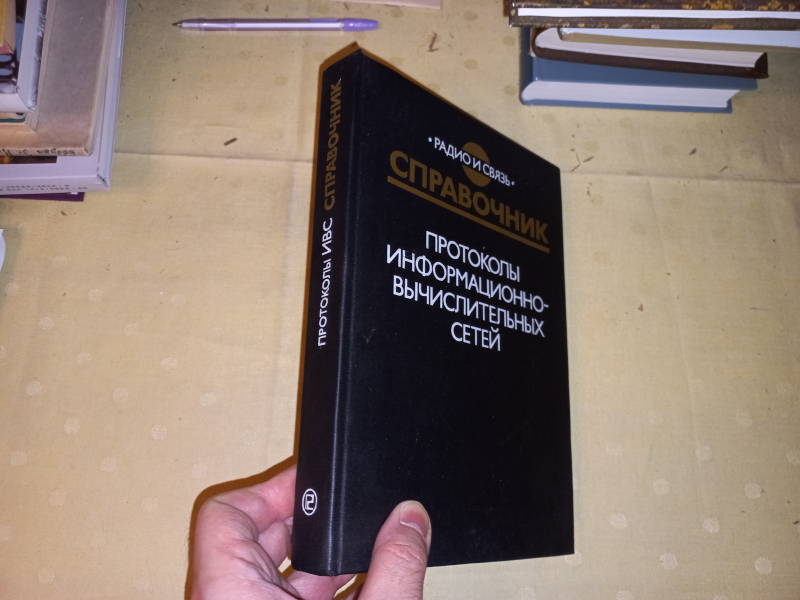 • РАДИО И СВЯЗЬ •
СПРАВОЧНИК
ПРОТОКОЛЫ
ИНФОРМАЦИОННО-
ВЫЧИСЛИТЕЛЬНЫХ
СЕТЕЙ
ПРОТОКОЛЫ ИВС СПРАВОЧНИК